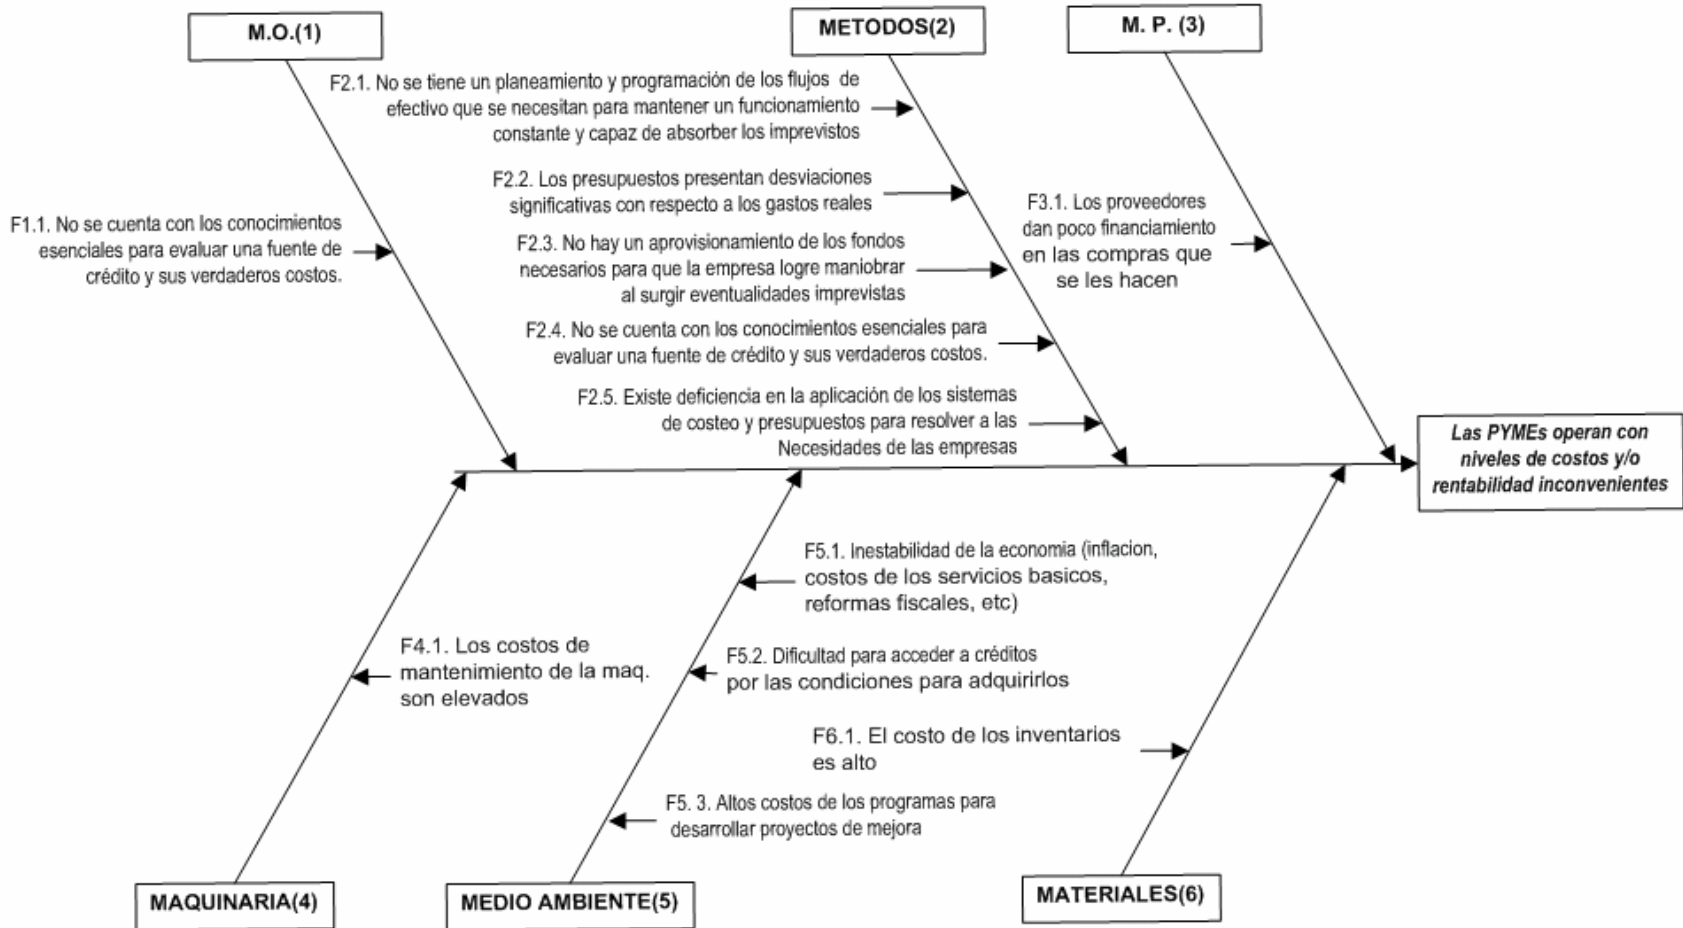 M.O.(1)
METODOS(2)
M. P. (3)
F2.1. No se tiene un planeamiento y programación de los flujos de
efectivo que se necesitan para mantener un funcionamiento
constante y capaz de absorber los imprevistos
F2.2. Los presupuestos presentan desviaciones
significativas con respecto a los gastos reales
F1.1. No se cuenta con los conocimientos
esenciales para evaluar una fuente de
crédito y sus verdaderos costos.
F2.3. No hay un aprovisionamiento de los fondos
necesarios para que la empresa logre maniobrar
al surgir eventualidades imprevistas
F3.1. Los proveedores
dan poco financiamiento
en las compras que
se les hacen
F2.4. No se cuenta con los conocimientos esenciales para
evaluar una fuente de crédito y sus verdaderos costos.
F2.5. Existe deficiencia en la aplicación de los sistemas
de costeo y presupuestos para resolver a las
Necesidades de las empresas
Las PYMEs operan con
niveles de costos y/o
rentabilidad inconvenientes
F5.1. Inestabilidad de la economia (inflacion,
costos de los servicios basicos,
reformas fiscales, etc)
F4.1. Los costos de
mantenimiento de la maq.
son elevados
F5.2. Dificultad para acceder a créditos
por las condiciones para adquirirlos
F6.1. El costo de los inventarios
es alto
F5. 3. Altos costos de los programas para
desarrollar proyectos de mejora
MAQUINARIA(4)
MEDIO AMBIENTE(5)
MATERIALES(6)